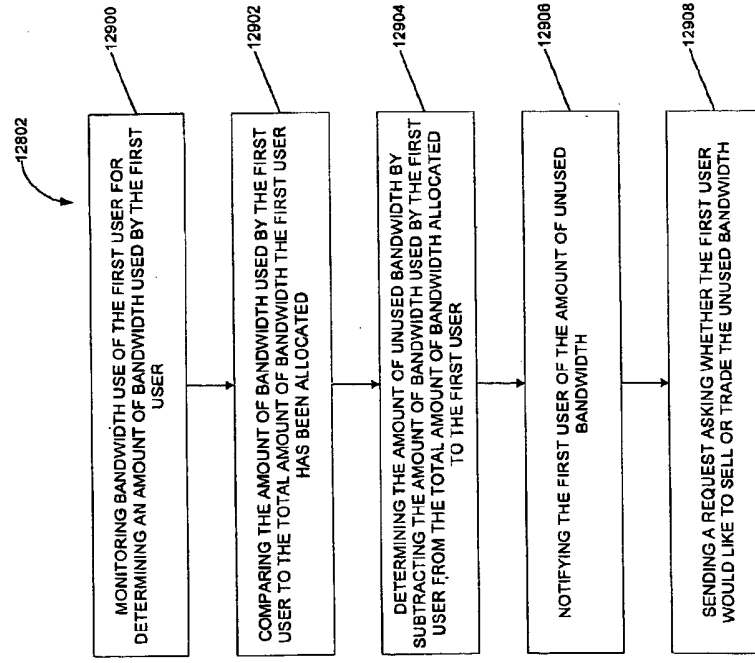 12802
12900
MONITORING BANDWIDTH USE OF THE FIRST USER FOR
DETERMINING AN AMOUNT OF BANDWIDTH USED BY THE FIRST
USER
12902
COMPARING THE AMOUNT OF BANDWIDTH USED BY THE FIRST
USER TO THE TOTAL AMOUNT OF BANDWIDTH THE FIRST USER
HAS BEEN ALLOCATED
12904
DETERMINING THE AMOUNT OF UNUSED BANDWIDTH BY
SUBTRACTING THE AMOUNT OF BANDWIDTH USED BY THE FIRST
USER FROM THE TOTAL AMOUNT OF BANDWIDTH ALLOCATED
TO THE FIRST USER
12906
NOTIFYING THE FIRST USER OF THE AMOUNT OF UNUSED
BANDWIDTH
12908
SENDING A REQUEST ASKING WHETHER THE FIRST USER
WOULD LIKE TO SELL OR TRADE THE UNUSED BANDWIDTH